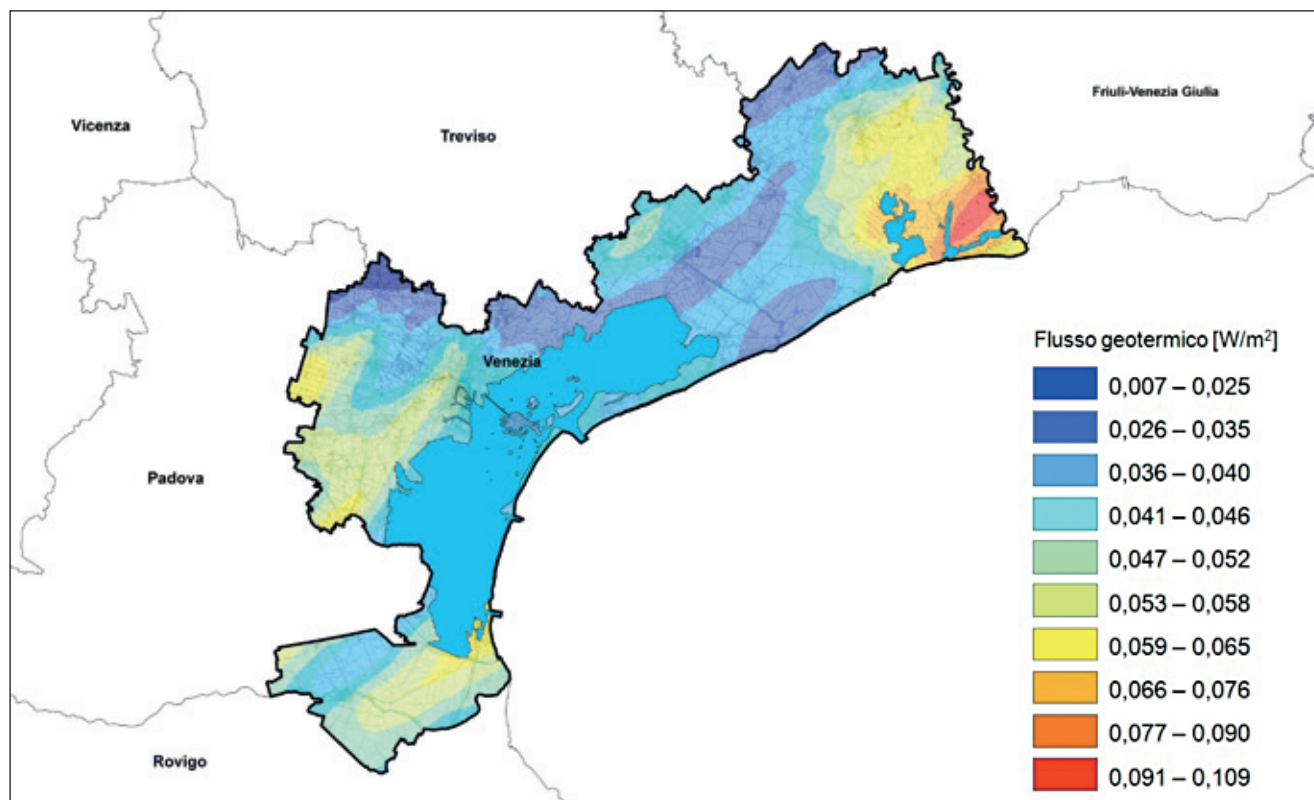 Friuli-Venezia Giulia
Vicenza
Treviso
Venezia
Padova
Rovigo
Flusso geotermico [W/m²]
0,007 – 0,025
0,026 – 0,035
0,036 – 0,040
0,041 – 0,046
0,047 – 0,052
0,053 – 0,058
0,059 – 0,065
0,066 – 0,076
0,077 – 0,090
0,091 – 0,109